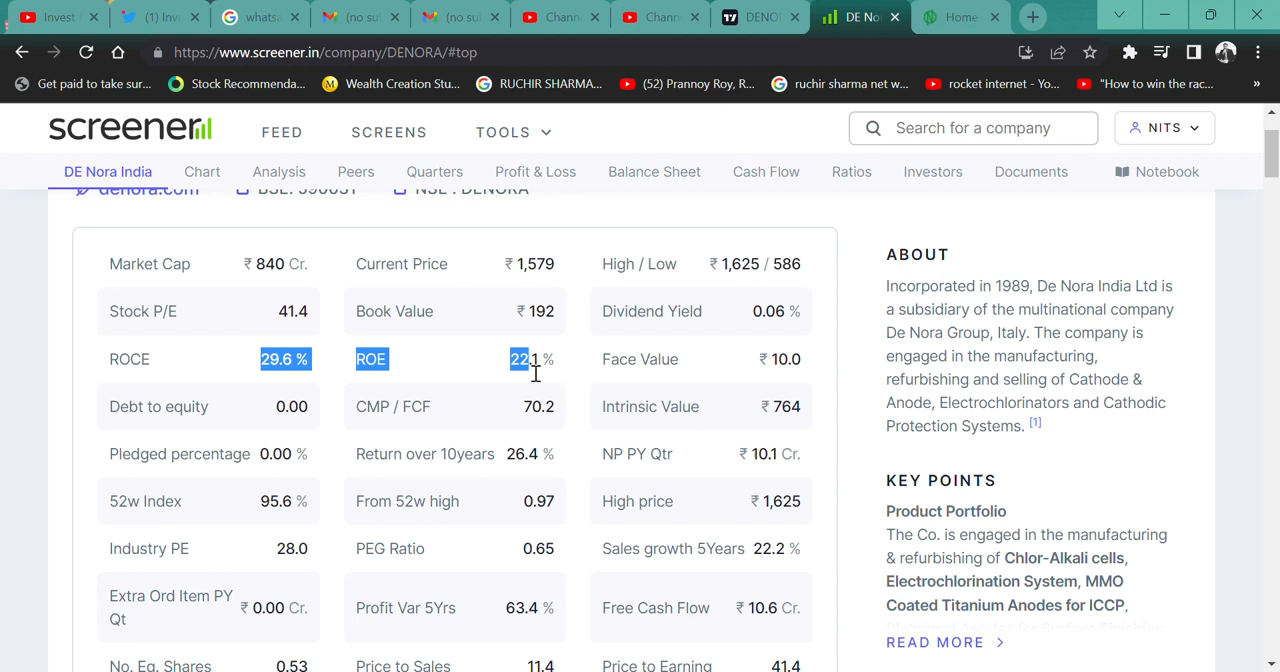 Invest
(1) Inv
whats
(no su
(no su
Chann
Chann
DENO
DE No
Home
https://www.screener.in/company/DENORA/#top
Get paid to take sur...
Stock Recommenda...
Wealth Creation Stu...
RUCHIR SHARMA...
(52) Prannoy Roy, R...
ruchir sharma net w...
rocket internet - Yo...
"How to win the rac...
»
screener
FEED
SCREENS
TOOLS
Search for a company
NITS
DE Nora India
Chart
Analysis
Peers
Quarters
Profit & Loss
Balance Sheet
Cash Flow
Ratios
Investors
Documents
Notebook
denora.com
BSE: 590031
NSE : DENORA
Market Cap ₹ 840 Cr.
Current Price ₹ 1,579
High / Low ₹ 1,625 / 586
Stock P/E 41.4
Book Value ₹ 192
Dividend Yield 0.06 %
ROCE 29.6 %
ROE 22.1 %
Face Value ₹ 10.0
Debt to equity 0.00
CMP / FCF 70.2
Intrinsic Value ₹ 764
Pledged percentage 0.00 %
Return over 10years 26.4 %
NP PY Qtr ₹ 10.1 Cr.
52w Index 95.6 %
From 52w high 0.97
High price ₹ 1,625
Industry PE 28.0
PEG Ratio 0.65
Sales growth 5Years 22.2 %
Extra Ord Item PY
Qt
₹ 0.00 Cr.
Profit Var 5Yrs 63.4 %
Free Cash Flow ₹ 10.6 Cr.
No. Eq. Shares 0.53
Price to Sales 11.4
Price to Earning 41.4
ABOUT
Incorporated in 1989, De Nora India Ltd is
a subsidiary of the multinational company
De Nora Group, Italy. The company is
engaged in the manufacturing,
refurbishing and selling of Cathode &
Anode, Electrochlorinators and Cathodic
Protection Systems. [1]
KEY POINTS
Product Portfolio
The Co. is engaged in the manufacturing
& refurbishing of Chlor-Alkali cells,
Electrochlorination System, MMO
Coated Titanium Anodes for ICCP,
Platinised Anodes for Surface Finishing
READ MORE